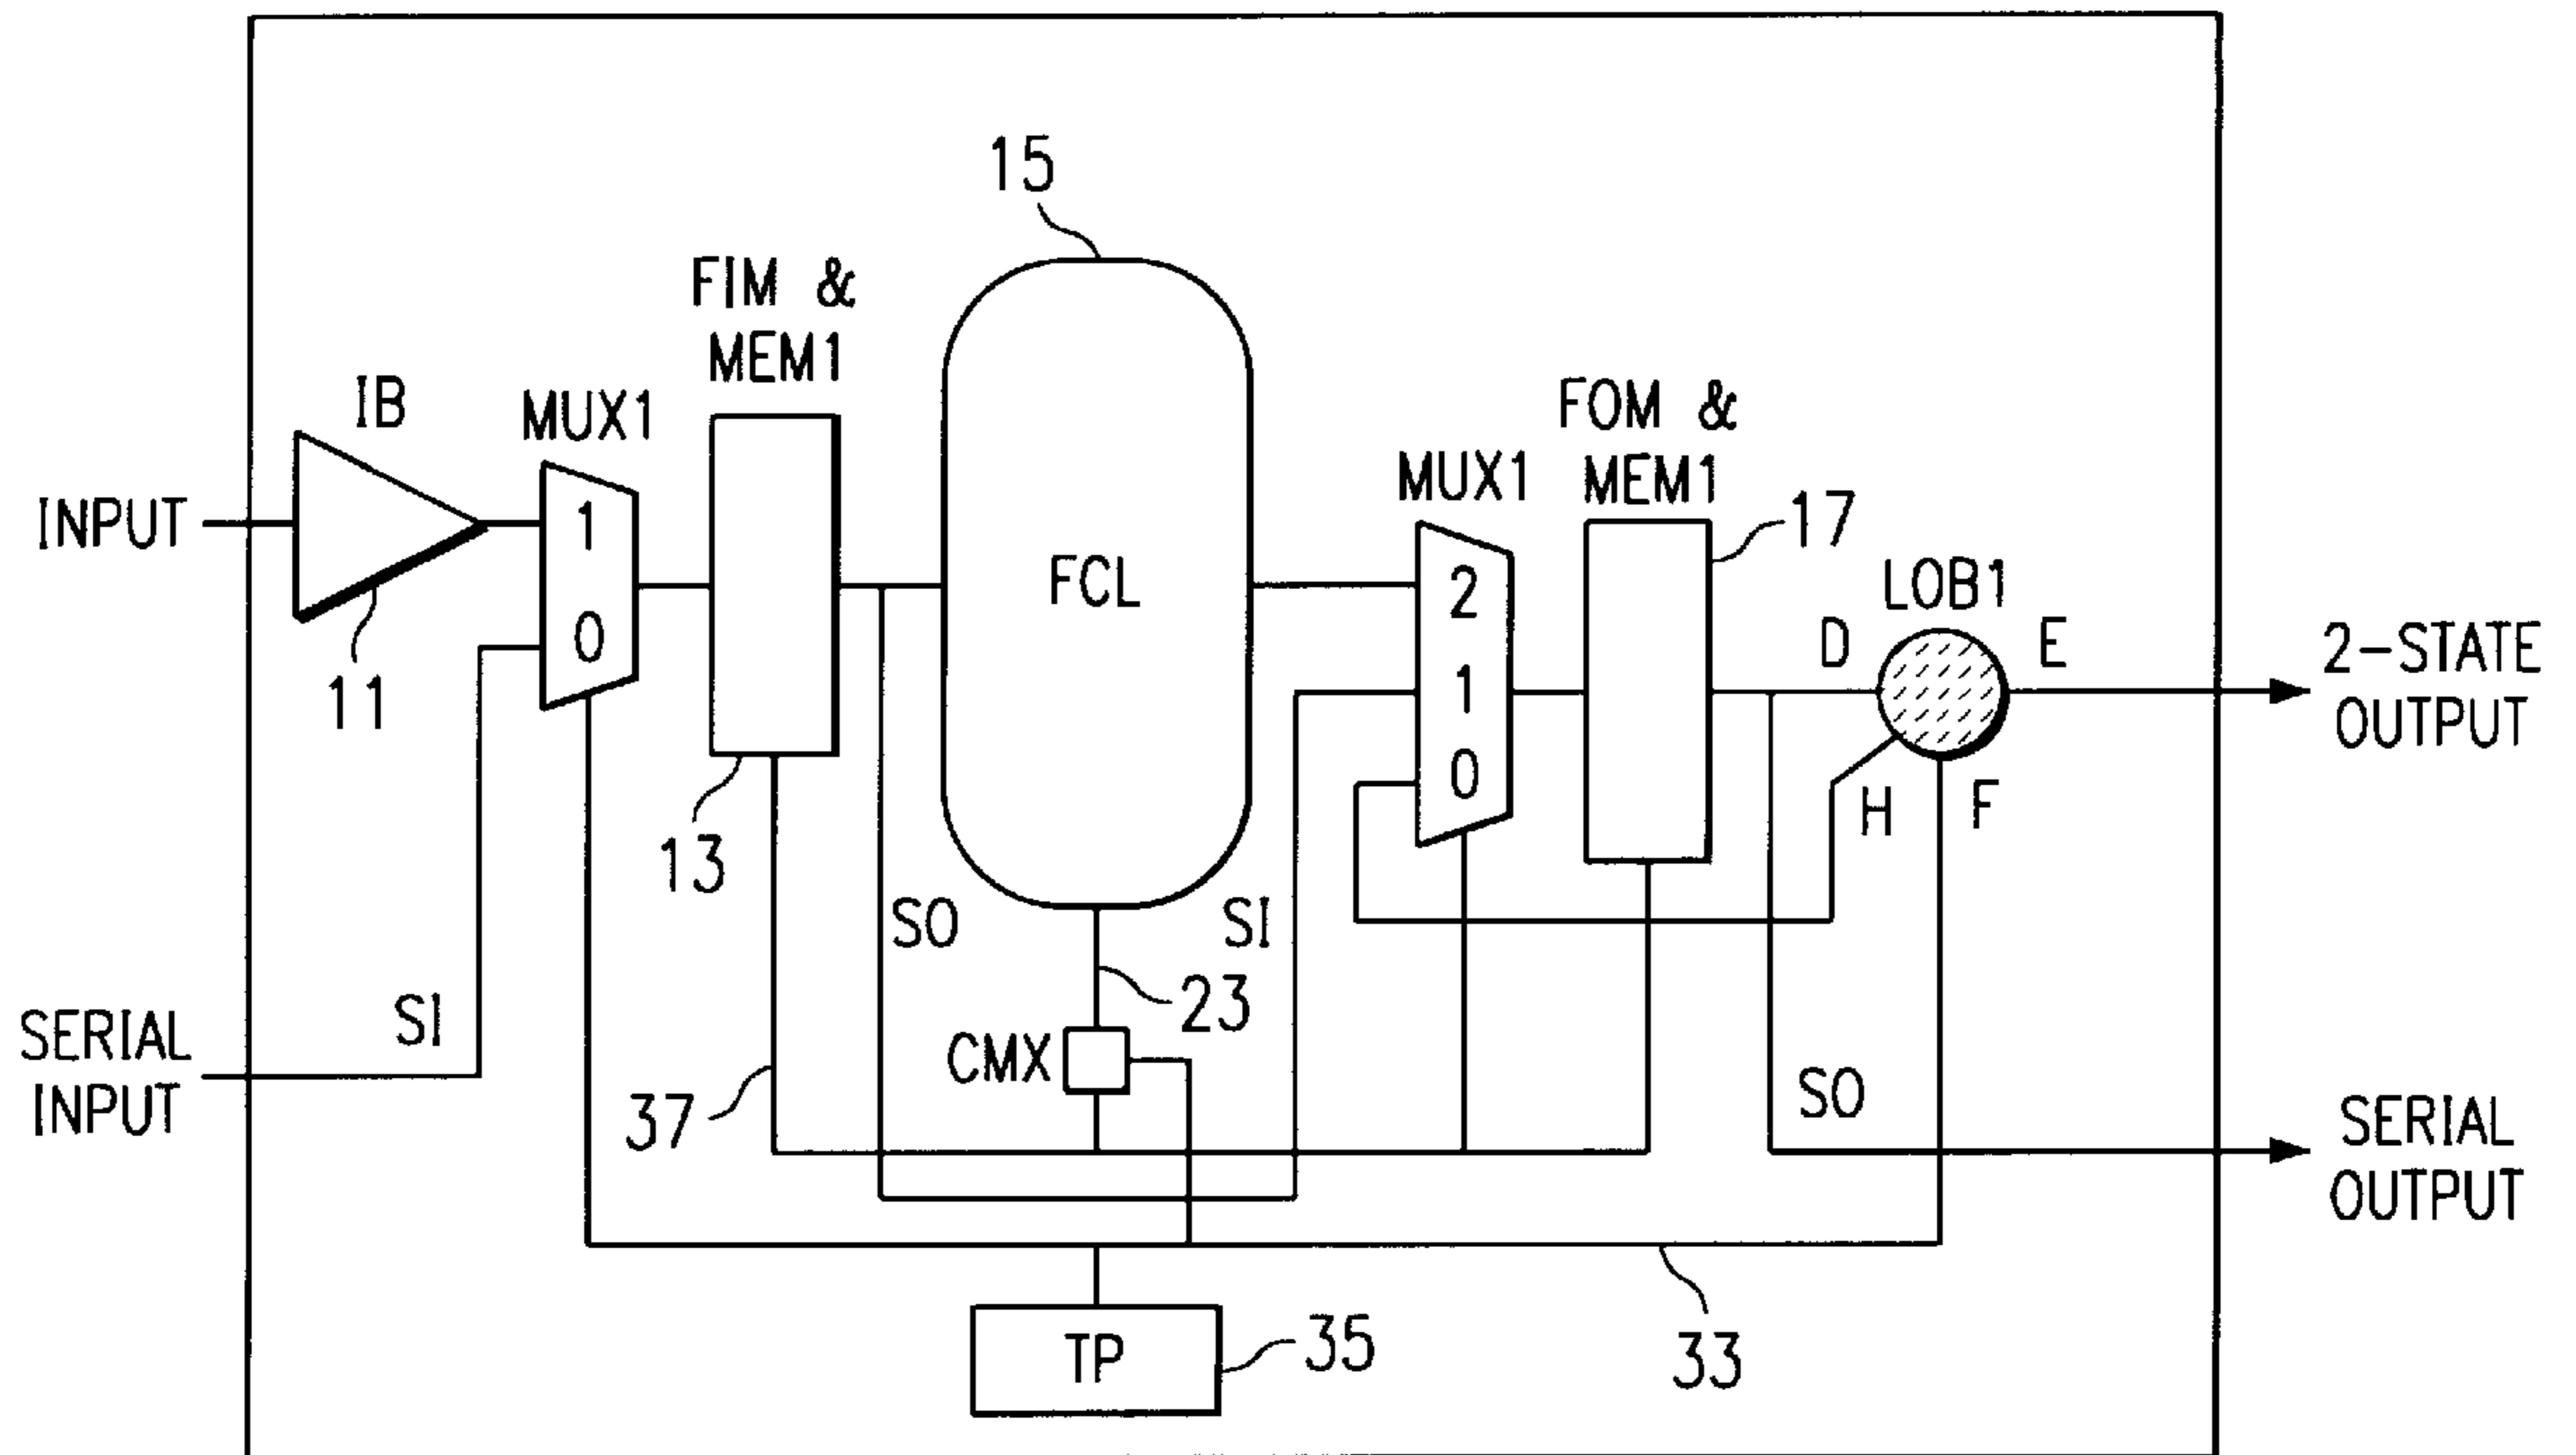 15
FIM &
MEM1
IB
MUX1
FOM &
MEM1
MUX1
17
INPUT
1
0
FCL
2
1
0
LOB1
D
E
2-STATE
OUTPUT
11
H
F
13
SO
SI
23
SI
SERIAL
INPUT
CMX
37
SO
SERIAL
OUTPUT
TP
35
33